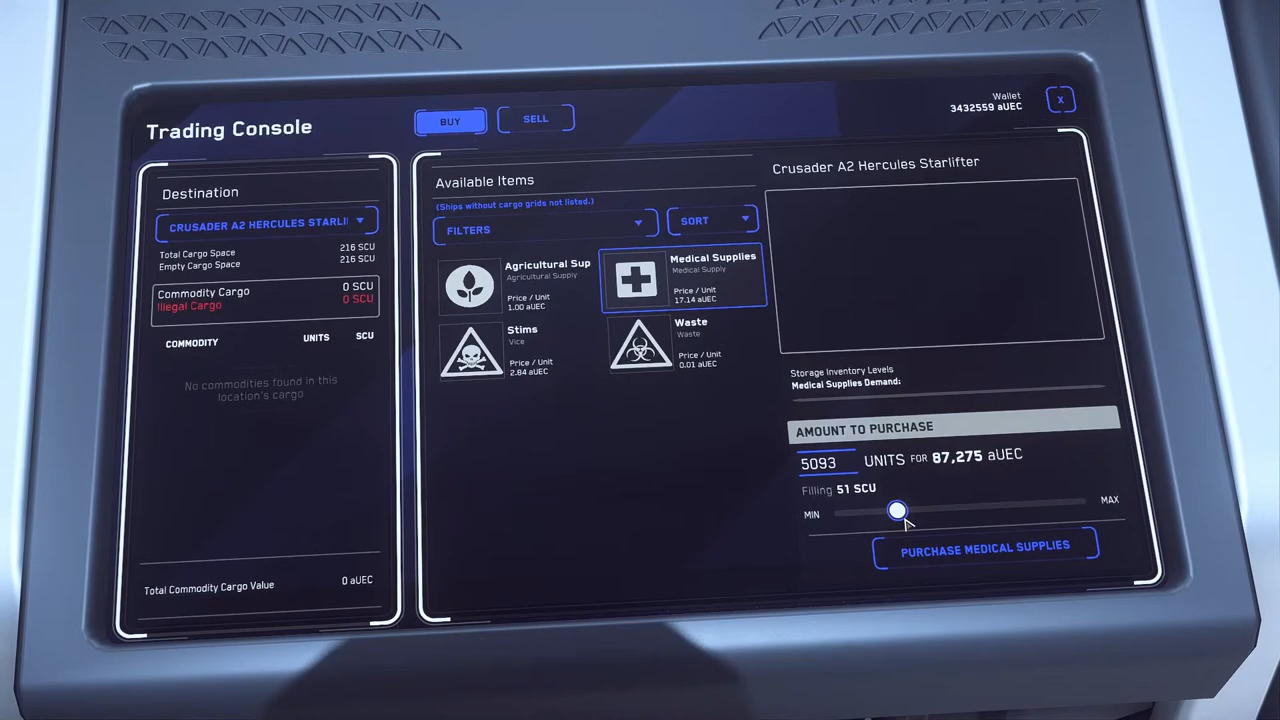 Trading Console
BUY
SELL
Wallet
3432559 aUEC
X
Destination
CRUSADER A2 HERCULES STARLI
Total Cargo Space 216 SCU
Empty Cargo Space 216 SCU
Commodity Cargo 0 SCU
Illegal Cargo 0 SCU
COMMODITY UNITS SCU
No commodities found in this
location's cargo
Total Commodity Cargo Value 0 aUEC
Available Items
(Ships without cargo grids not listed.)
FILTERS
SORT
Agricultural Sup
Agricultural Supply
Price / Unit
1.00 aUEC
Medical Supplies
Medical Supply
Price / Unit
17.14 aUEC
Stims
Vice
Price / Unit
2.84 aUEC
Waste
Waste
Price / Unit
0.01 aUEC
Crusader A2 Hercules Starlifter
Storage Inventory Levels
Medical Supplies Demand:
AMOUNT TO PURCHASE
5093 UNITS FOR 87,275 aUEC
Filling 51 SCU
MIN MAX
PURCHASE MEDICAL SUPPLIES